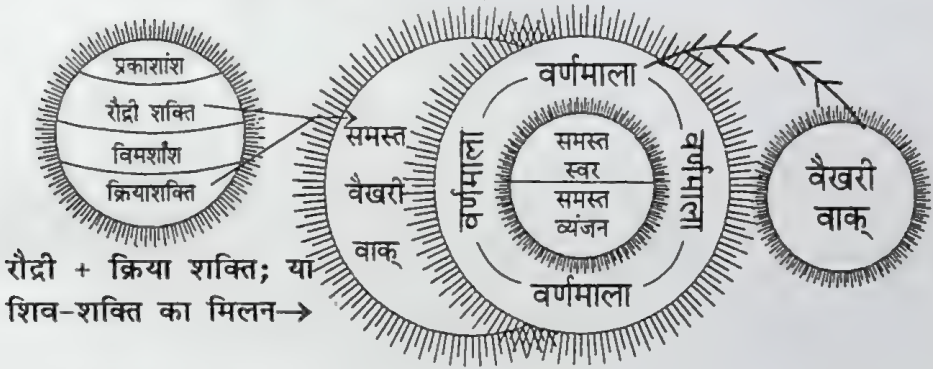 प्रकाशांश
रौद्री शक्ति
विमर्शांश
क्रियाशक्ति
रौद्री + क्रिया शक्ति; या
शिव-शक्ति का मिलन→
समस्त
वैखरी
वाक्
वर्णमाला
वर्णमाला
समस्त
स्वर
समस्त
व्यंजन
वर्णमाला
वर्णमाला
वैखरी
वाक्